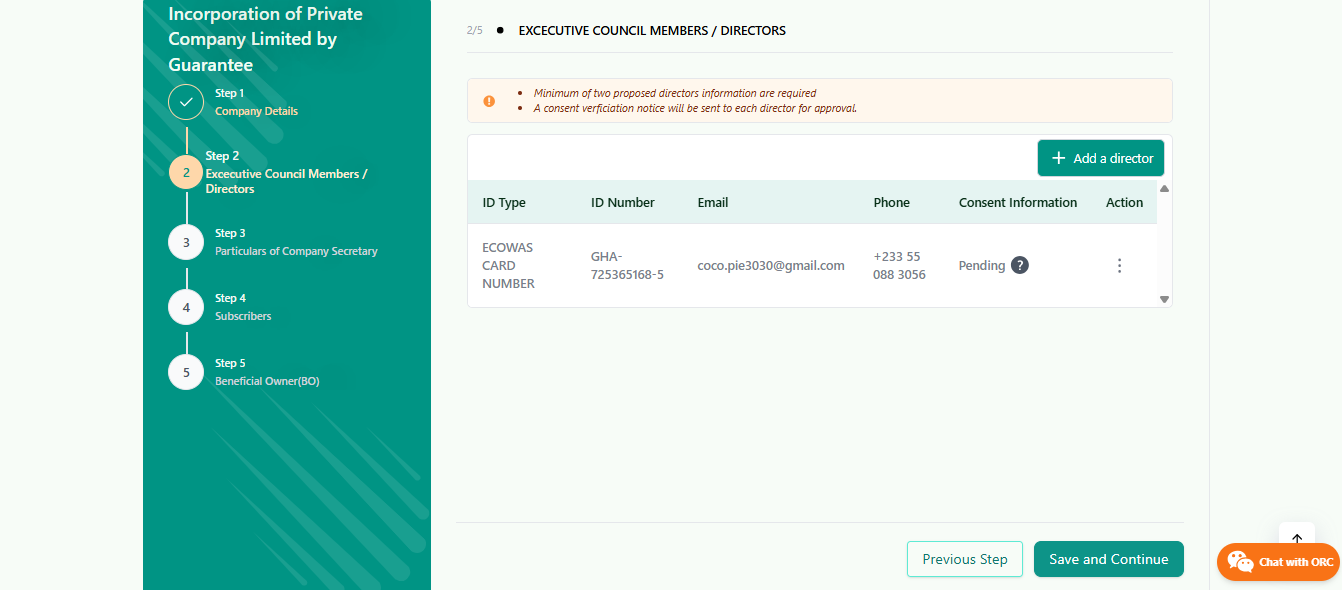 Incorporation of Private
Company Limited by
Guarantee
Step 1
Company Details
2
Step 2
Excecutive Council Members /
Directors
3
Step 3
Particulars of Company Secretary
4
Step 4
Subscribers
5
Step 5
Beneficial Owner(BO)
2/5 EXCECUTIVE COUNCIL MEMBERS / DIRECTORS
Minimum of two proposed directors information are required
A consent verficiation notice will be sent to each director for approval.
Add a director
ID Type ID Number Email Phone Consent Information Action
ECOWAS
CARD
NUMBER
GHA-
725365168-5
coco.pie3030@gmail.com
+233 55
088 3056
Pending ?
Previous Step Save and Continue
Chat with ORC